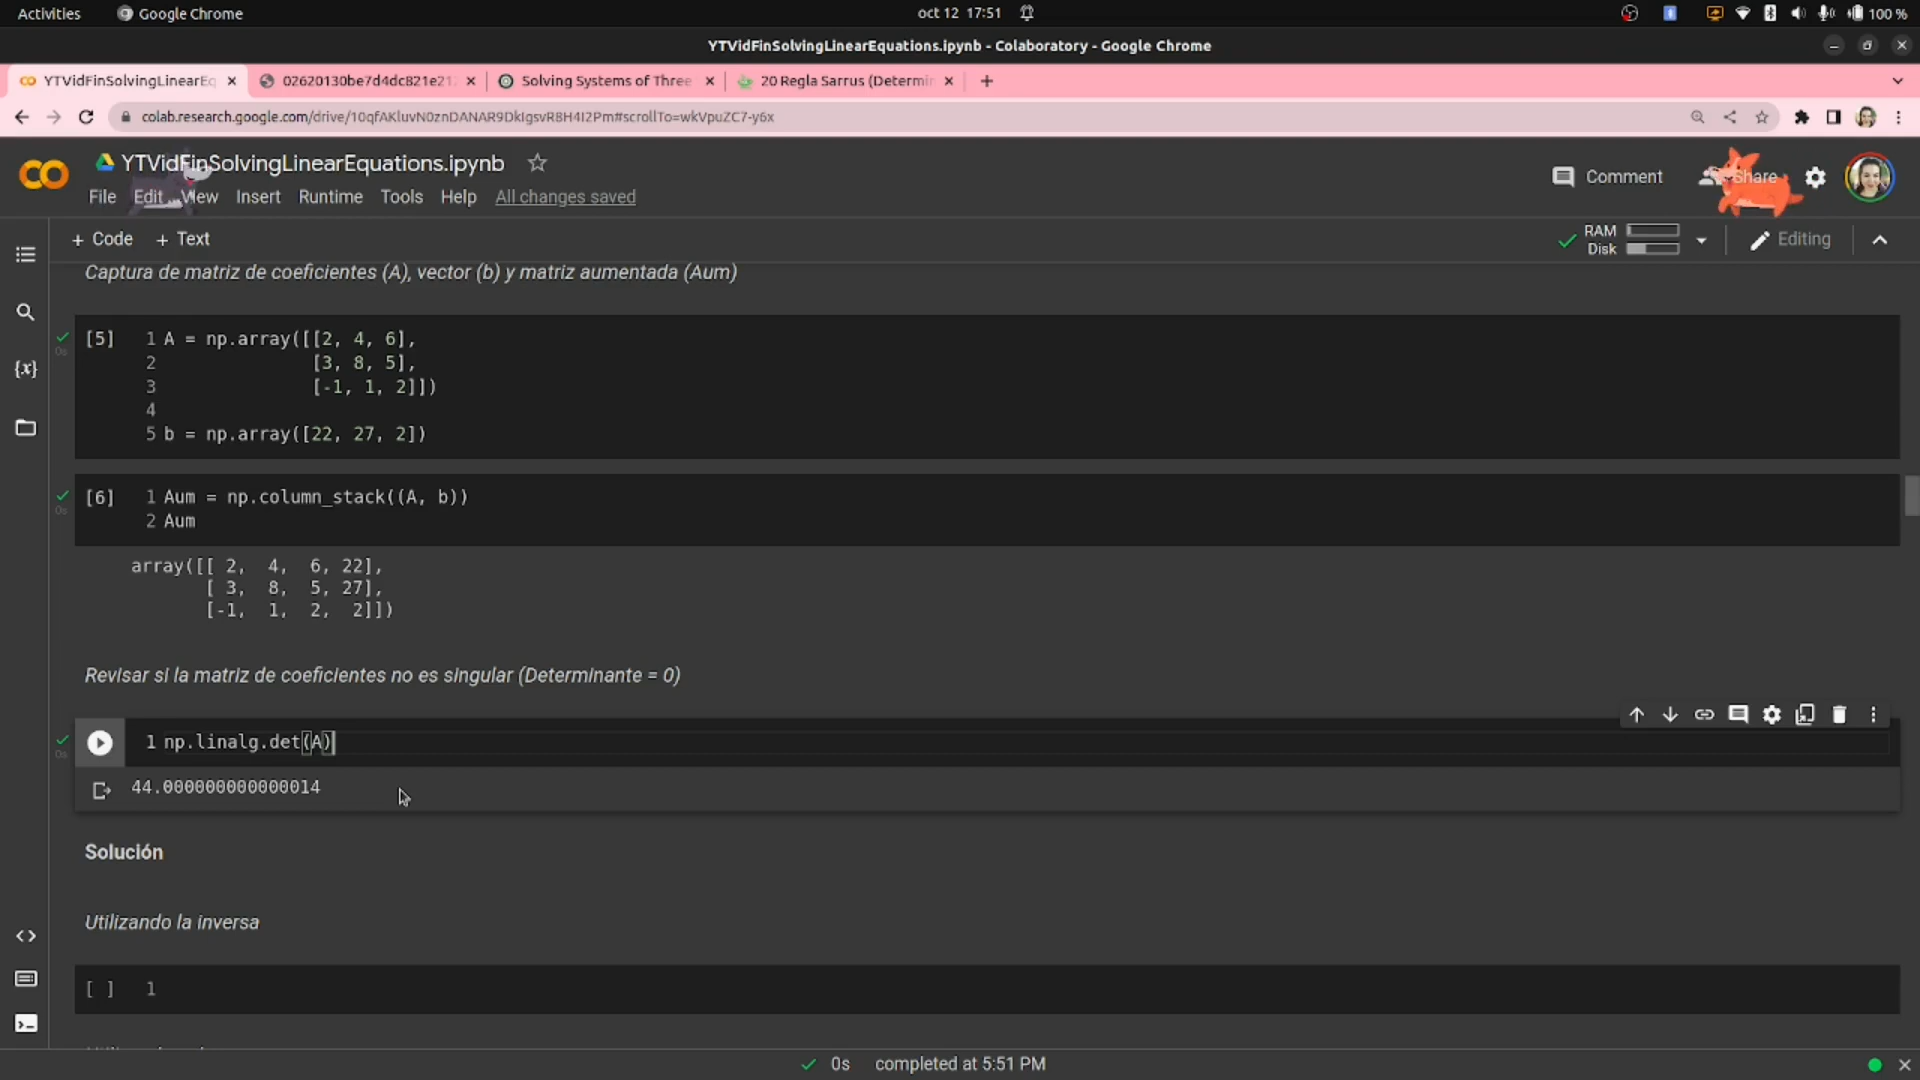 Activities Google Chrome oct 12 17:51 100 %
YTVidFinSolvingLinearEquations.ipynb - Colaboratory - Google Chrome
YTVidFinSolvingLinearEq 02620130be7d4dc821e21 Solving Systems of Three 20 Regla Sarrus (Determin
colab.research.google.com/drive/10qfAKluvN0znDANAR9DkIgsvR8H4I2Pm#scrollTo=wkVpuZC7-y6x
YTVidFinSolvingLinearEquations.ipynb
Comment Share
File Edit View Insert Runtime Tools Help All changes saved
+ Code + Text RAM Disk Editing
Captura de matriz de coeficientes (A), vector (b) y matriz aumentada (Aum)
[5] 1 A = np.array([[2, 4, 6],
0s 2 [3, 8, 5],
3 [-1, 1, 2]])
4
5 b = np.array([22, 27, 2])
[6] 1 Aum = np.column_stack((A, b))
0s 2 Aum
array([[ 2, 4, 6, 22],
[ 3, 8, 5, 27],
[-1, 1, 2, 2]])
Revisar si la matriz de coeficientes no es singular (Determinante = 0)
1 np.linalg.det(A)
0s
44.000000000000014
Solución
Utilizando la inversa
[ ] 1
0s completed at 5:51 PM